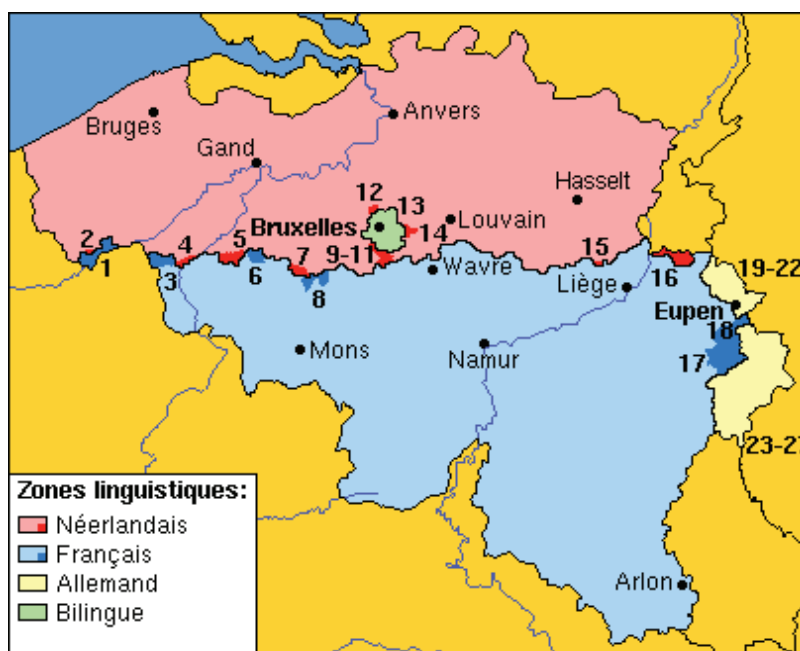 Bruges
Anvers
Gand
Hasselt
12
13
Bruxelles
14
Louvain
2
1
3
4
5
6
7
8
9-11
Wavre
15
16
Liège
19-22
Eupen
18
17
Mons
Namur
23-27
Arlon
Zones linguistiques:
Néerlandais
Français
Allemand
Bilingue